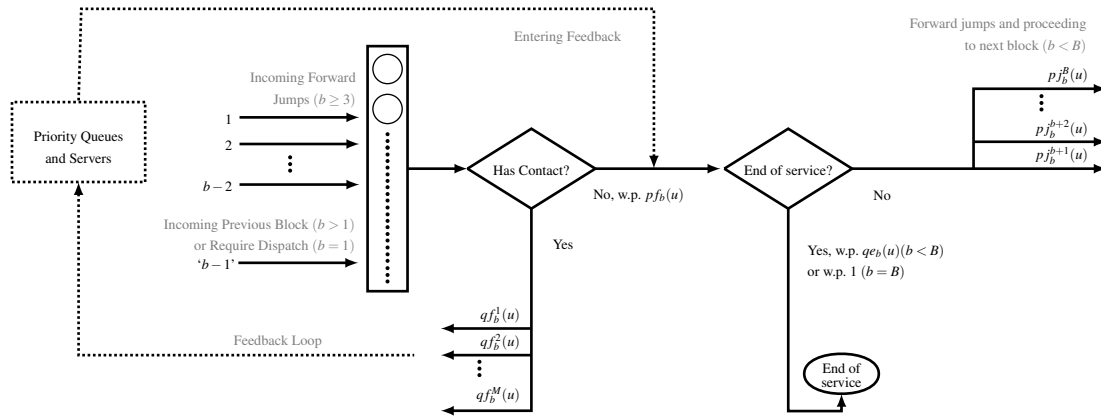 Entering Feedback
Forward jumps and proceeding
to next block (b < B)
Incoming Forward
Jumps (b ≥ 3)
1
2
b − 2
Incoming Previous Block (b > 1)
or Require Dispatch (b = 1)
‘b − 1’
Priority Queues
and Servers
Has Contact?
No, w.p. pf_b(u)
Yes
qf_b^1(u)
qf_b^2(u)
qf_b^M(u)
Feedback Loop
End of service?
No
pj_b^B(u)
pj_b^{b+2}(u)
pj_b^{b+1}(u)
Yes, w.p. qe_b(u)(b < B)
or w.p. 1 (b = B)
End of
service